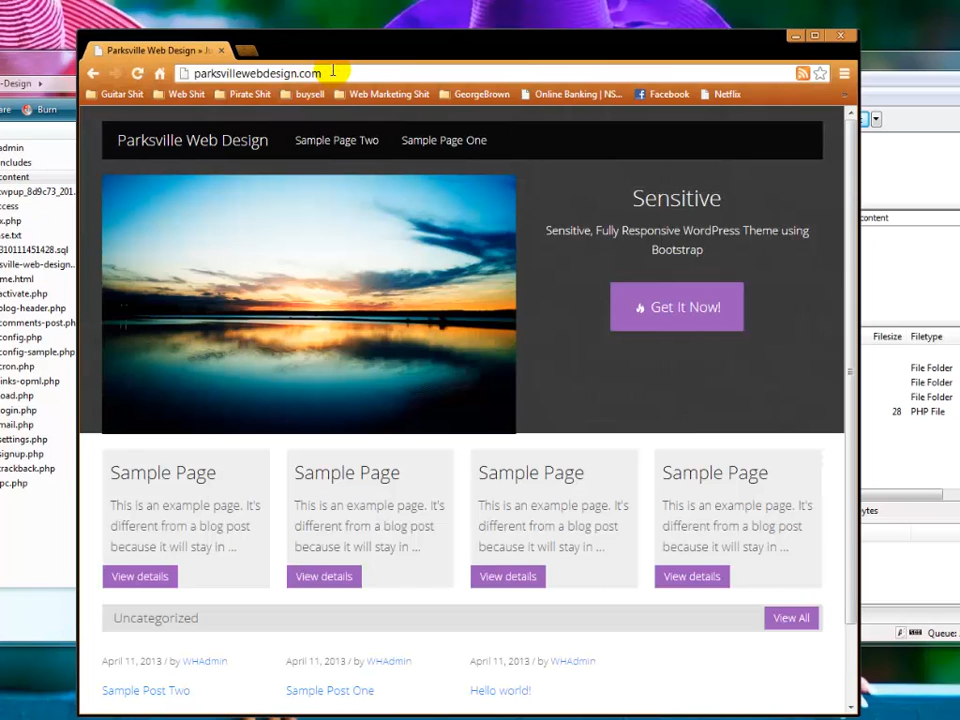 Parksville Web Design » Ju
-Design
parksvillewebdesign.com
are Burn
Guitar Shit Web Shit Pirate Shit buysell Web Marketing Shit GeorgeBrown Online Banking | NS... Facebook Netflix »
Parksville Web Design Sample Page Two Sample Page One
Sensitive
Sensitive, Fully Responsive WordPress Theme using
Bootstrap
Get It Now!
Sample Page Sample Page Sample Page Sample Page
This is an example page. It's This is an example page. It's This is an example page. It's This is an example page. It's
different from a blog post different from a blog post different from a blog post different from a blog post
because it will stay in ... because it will stay in ... because it will stay in ... because it will stay in ...
View details View details View details View details
Uncategorized View All
April 11, 2013 / by WHAdmin April 11, 2013 / by WHAdmin April 11, 2013 / by WHAdmin
Sample Post Two Sample Post One Hello world!
admin
includes
content
wpup_8d9c73_201
ccess
x.php
se.txt
310111451428.sql
sville-web-design...
me.html
activate.php
blog-header.php
comments-post.ph
config.php
config-sample.php
cron.php
inks-opml.php
load.php
login.php
mail.php
settings.php
signup.php
trackback.php
pc.php
content
Filesize Filetype
File Folder
File Folder
File Folder
28 PHP File
ytes
Queue: